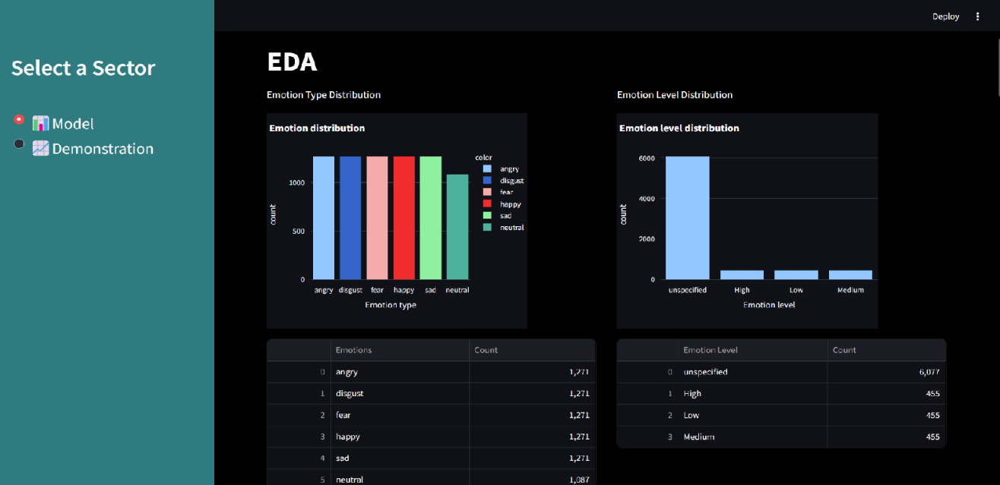 Deploy
Select a Sector
Model
Demonstration
EDA
Emotion Type Distribution
Emotion distribution
count
1000
500
0
angry disgust fear happy sad neutral
Emotion type
color
angry
disgust
fear
happy
sad
neutral
Emotions Count
0 angry 1,271
1 disgust 1,271
2 fear 1,271
3 happy 1,271
4 sad 1,271
5 neutral 1,087
Emotion Level Distribution
Emotion level distribution
count
6000
4000
2000
0
unspecified High Low Medium
Emotion level
Emotion Level Count
0 unspecified 6,077
1 High 455
2 Low 455
3 Medium 455